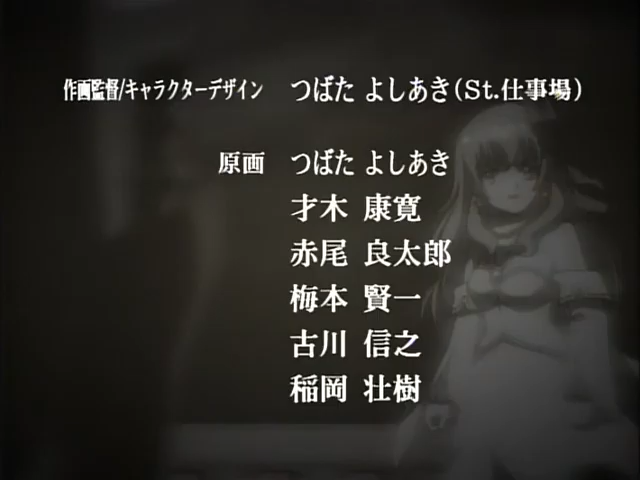 作画監督/キャラクターデザイン つばた よしあき(St.仕事場)
原画 つばた よしあき
才木 康寛
赤尾 良太郎
梅本 賢一
古川 信之
稲岡 壮樹